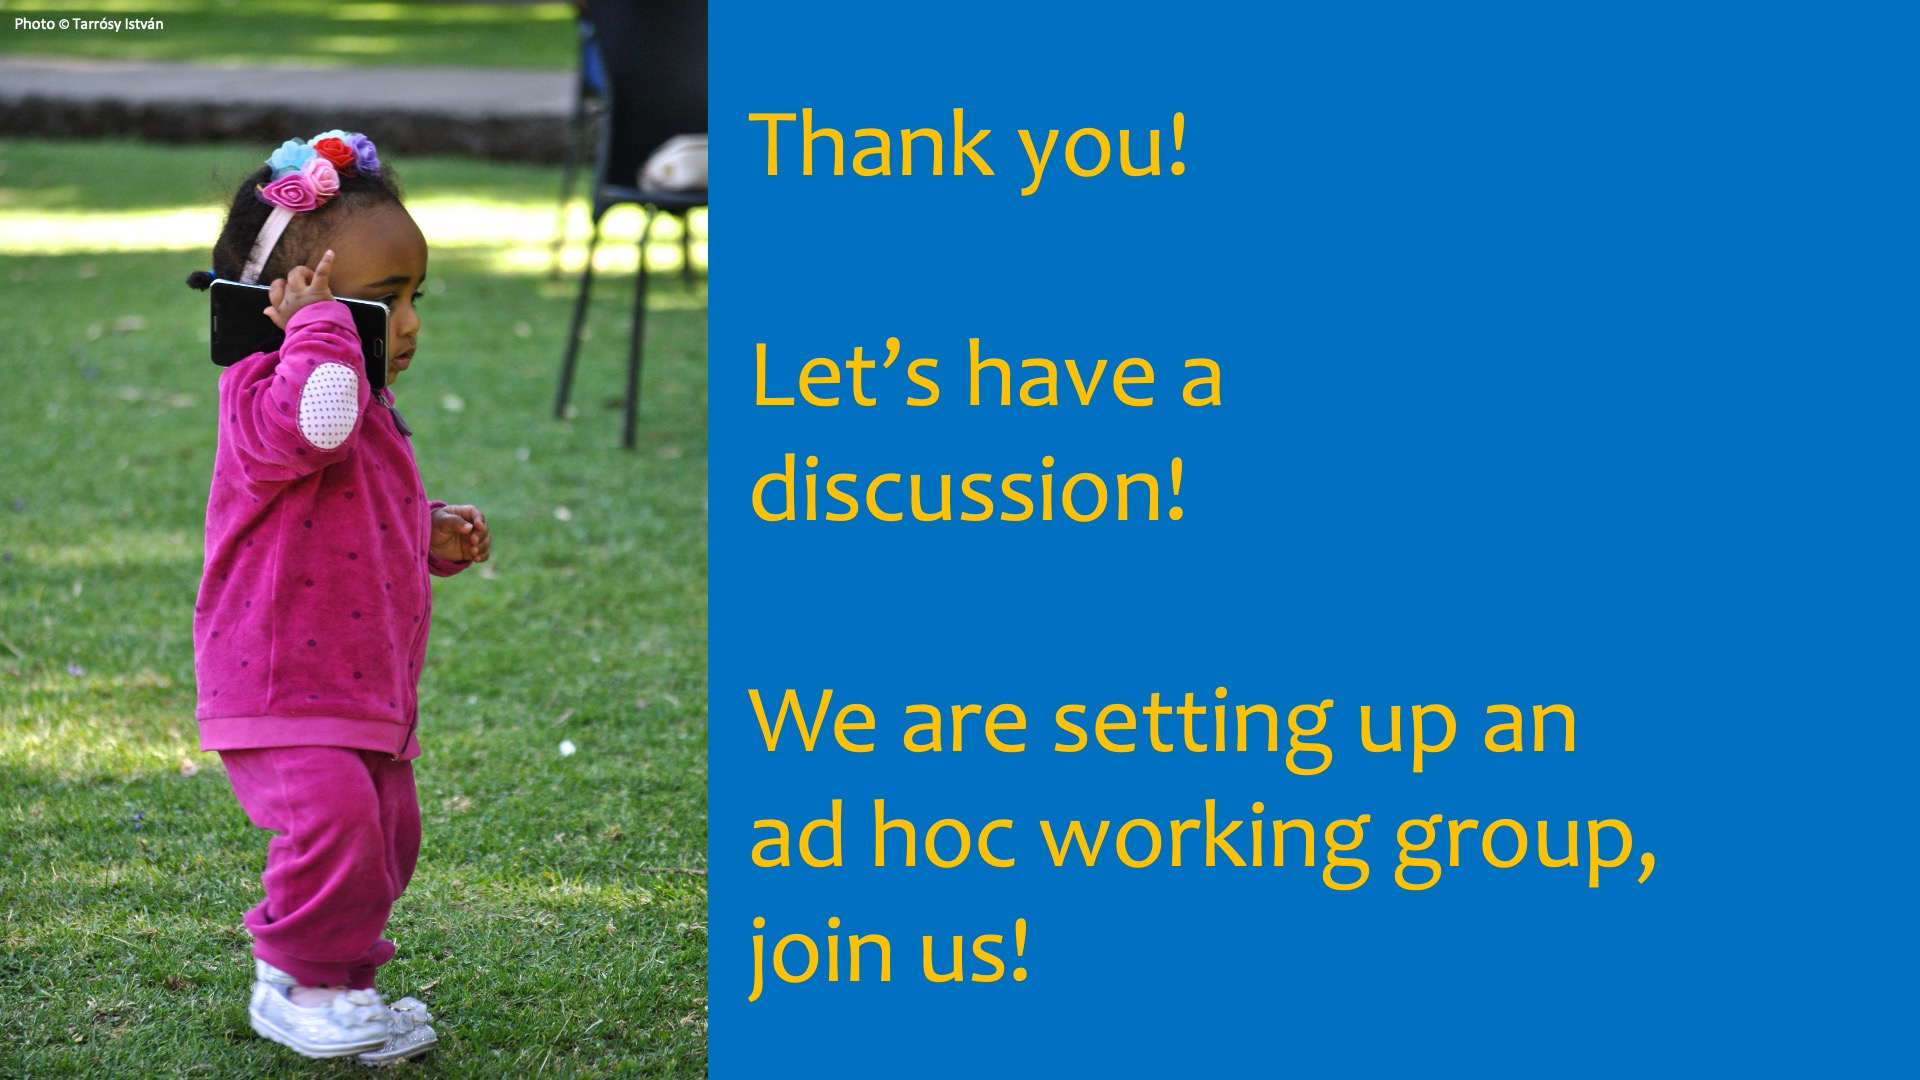 Photo © Tarrósy István
Thank you!
Let’s have a
discussion!
We are setting up an
ad hoc working group,
join us!